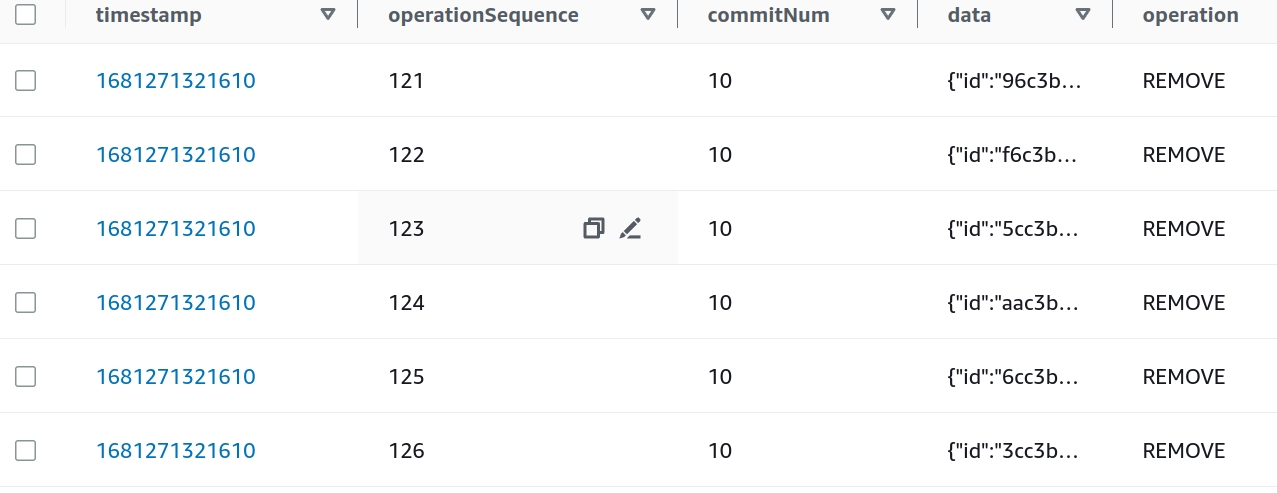 timestamp operationSequence commitNum data operation
1681271321610 121 10 {"id":"96c3b... REMOVE
1681271321610 122 10 {"id":"f6c3b... REMOVE
1681271321610 123 10 {"id":"5cc3b... REMOVE
1681271321610 124 10 {"id":"aac3b... REMOVE
1681271321610 125 10 {"id":"6cc3b... REMOVE
1681271321610 126 10 {"id":"3cc3b... REMOVE